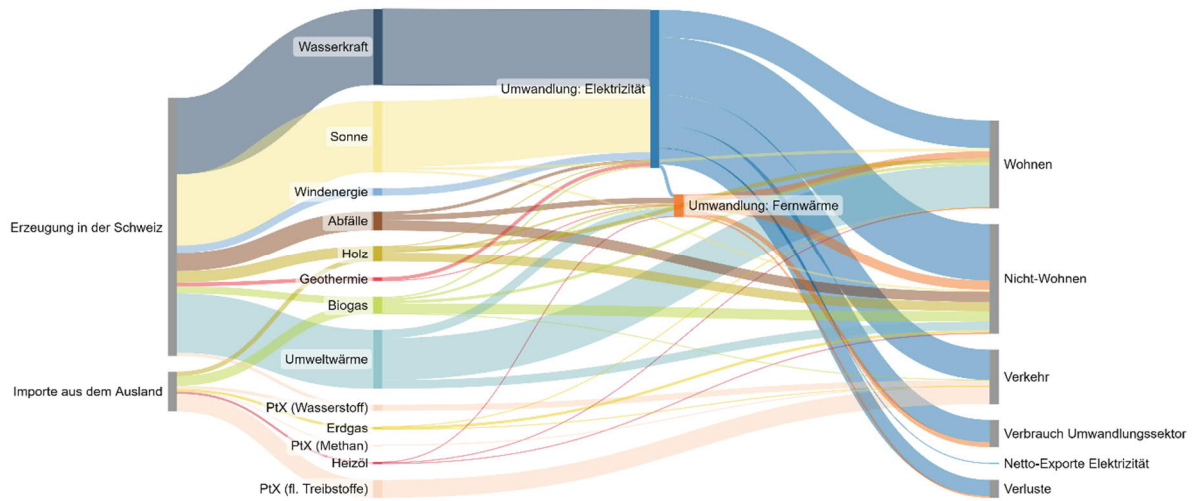 Erzeugung in der Schweiz
Importe aus dem Ausland
Wasserkraft
Sonne
Windenergie
Abfälle
Holz
Geothermie
Biogas
Umweltwärme
PtX (Wasserstoff)
Erdgas
PtX (Methan)
Heizöl
PtX (fl. Treibstoffe)
Umwandlung: Elektrizität
Umwandlung: Fernwärme
Wohnen
Nicht-Wohnen
Verkehr
Verbrauch Umwandlungssektor
Netto-Exporte Elektrizität
Verluste